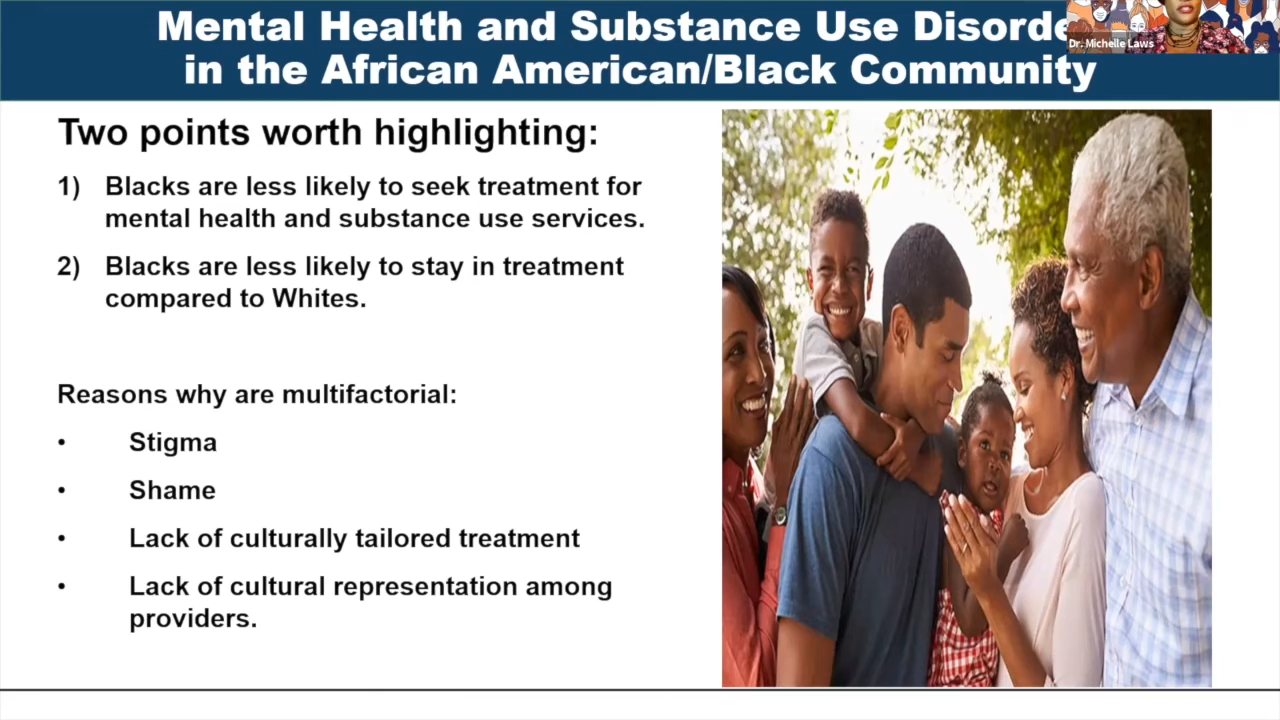 Mental Health and Substance Use Disorde
in the African American/Black Community
Dr. Michelle Laws
Two points worth highlighting:
1) Blacks are less likely to seek treatment for
mental health and substance use services.
2) Blacks are less likely to stay in treatment
compared to Whites.
Reasons why are multifactorial:
• Stigma
• Shame
• Lack of culturally tailored treatment
• Lack of cultural representation among
providers.